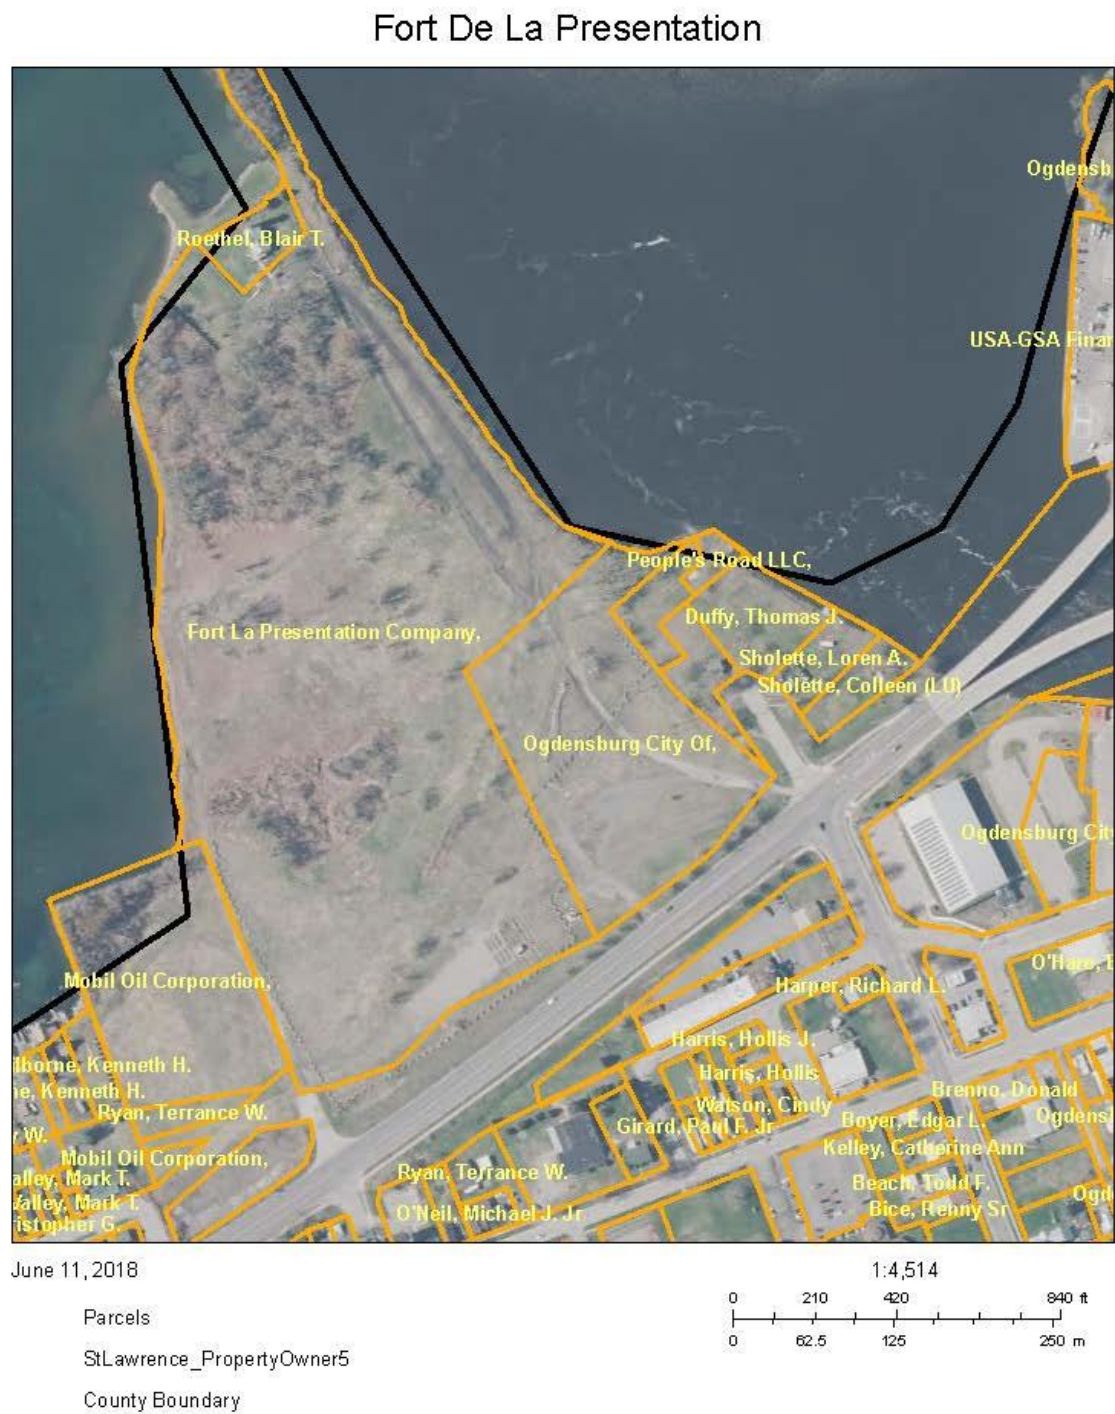 Fort De La Presentation
Ogdensb
Roethel, Blair T.
USA-GSA Finar
People's Road LLC,
Duffy, Thomas J.
Fort La Presentation Company,
Sholette, Loren A.
Sholette, Colleen (LU)
Ogdensburg City Of,
Ogdensburg City
O'Hare,
Mobil Oil Corporation,
Harper, Richard L.
Harris, Hollis J.
ilborne, Kenneth H.
Harris, Hollis
ne, Kenneth H.
Brenno, Donald
Watson, Cindy
Ryan, Terrance W.
Ogdens
Boyer, Edgar L.
Girard, Paul F. Jr
y W.
Kelley, Catherine Ann
Mobil Oil Corporation,
Ryan, Terrance W.
alley, Mark T.
Beach, Todd F.
Ogd
Valley, Mark T.
Bice, Renny Sr
O'Neil, Michael J. Jr
istopher G.
June 11, 2018
1:4,514
0 210 420 840 ft
0 62.5 125 250 m
Parcels
StLawrence_PropertyOwner5
County Boundary